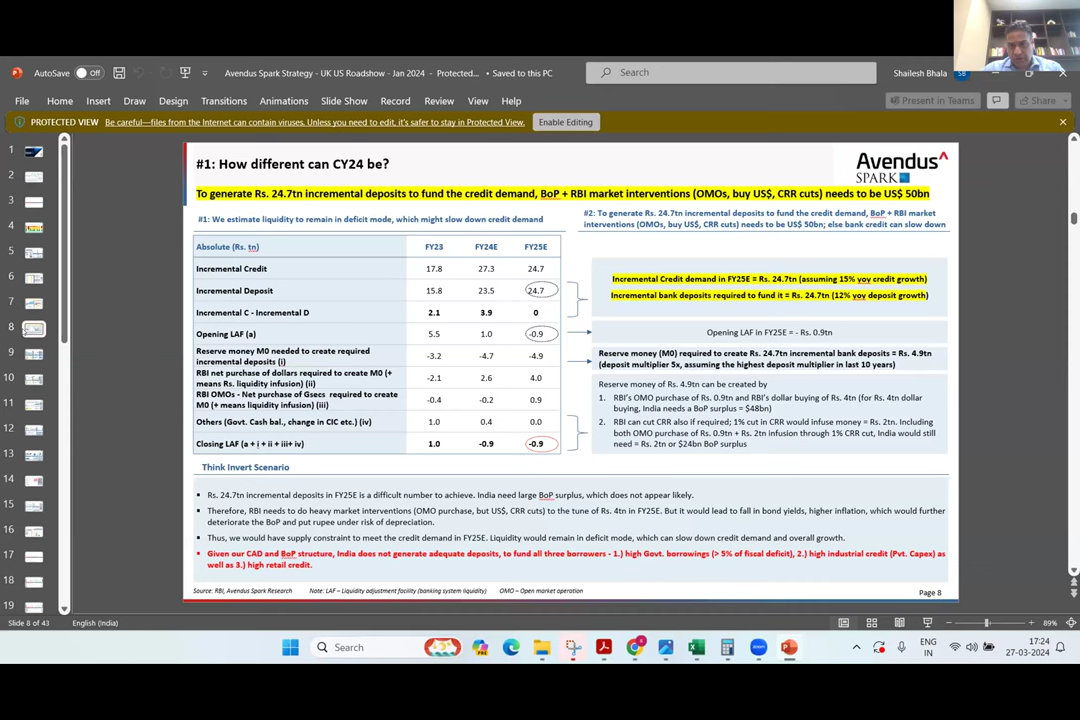 AutoSave Off
Avendus Spark Strategy - UK US Roadshow - Jan 2024 - Protected... • Saved to this PC
Search
Shailesh Bhala
File Home Insert Draw Design Transitions Animations Slide Show Record Review View Help
Present in Teams
Share
PROTECTED VIEW Be careful—files from the Internet can contain viruses. Unless you need to edit, it's safer to stay in Protected View. Enable Editing
1
2
3
4
5
6
7
8
9
10
11
12
13
14
15
16
17
18
19
#1: How different can CY24 be?
Avendus
SPARK
To generate Rs. 24.7tn incremental deposits to fund the credit demand, BoP + RBI market interventions (OMOs, buy US$, CRR cuts) needs to be US$ 50bn
#1: We estimate liquidity to remain in deficit mode, which might slow down credit demand
#2: To generate Rs. 24.7tn incremental deposits to fund the credit demand, BoP + RBI market
interventions (OMOs, buy US$, CRR cuts) needs to be US$ 50bn; else bank credit can slow down
Absolute (Rs. tn) FY23 FY24E FY25E
Incremental Credit 17.8 27.3 24.7
Incremental Deposit 15.8 23.5 24.7
Incremental C - Incremental D 2.1 3.9 0
Opening LAF (a) 5.5 1.0 -0.9
Reserve money M0 needed to create required
incremental deposits (i) -3.2 -4.7 -4.9
RBI net purchase of dollars required to create M0 (+
means Rs. liquidity infusion) (ii) -2.1 2.6 4.0
RBI OMOs - Net purchase of Gsecs required to create
M0 (+ means liquidity infusion) (iii) -0.4 -0.2 0.9
Others (Govt. Cash bal., change in CIC etc.) (iv) 1.0 0.4 0.0
Closing LAF (a + i + ii + iii+ iv) 1.0 -0.9 -0.9
Incremental Credit demand in FY25E = Rs. 24.7tn (assuming 15% yoy credit growth)
Incremental bank deposits required to fund it = Rs. 24.7tn (12% yoy deposit growth)
Opening LAF in FY25E = - Rs. 0.9tn
Reserve money (M0) required to create Rs. 24.7tn incremental bank deposits = Rs. 4.9tn
(deposit multiplier 5x, assuming the highest deposit multiplier in last 10 years)
Reserve money of Rs. 4.9tn can be created by
1. RBI's OMO purchase of Rs. 0.9tn and RBI's dollar buying of Rs. 4tn (for Rs. 4tn dollar
buying, India needs a BoP surplus = $48bn)
2. RBI can cut CRR also if required; 1% cut in CRR would infuse money = Rs. 2tn. Including
both OMO purchase of Rs. 0.9tn + Rs. 2tn infusion through 1% CRR cut, India would still
need = Rs. 2tn or $24bn BoP surplus
Think Invert Scenario
▪ Rs. 24.7tn incremental deposits in FY25E is a difficult number to achieve. India need large BoP surplus, which does not appear likely.
▪ Therefore, RBI needs to do heavy market interventions (OMO purchase, but US$, CRR cuts) to the tune of Rs. 4tn in FY25E. But it would lead to fall in bond yields, higher inflation, which would further
deteriorate the BoP and put rupee under risk of depreciation.
▪ Thus, we would have supply constraint to meet the credit demand in FY25E. Liquidity would remain in deficit mode, which can slow down credit demand and overall growth.
▪ Given our CAD and BoP structure, India does not generate adequate deposits, to fund all three borrowers - 1.) high Govt. borrowings (> 5% of fiscal deficit), 2.) high industrial credit (Pvt. Capex) as
well as 3.) high retail credit.
Source: RBI, Avendus Spark Research Note: LAF – Liquidity adjustment facility (banking system liquidity) OMO – Open market operation
Page 8
Slide 8 of 43 English (India) 89%
Search
ENG
IN
17:24
27-03-2024